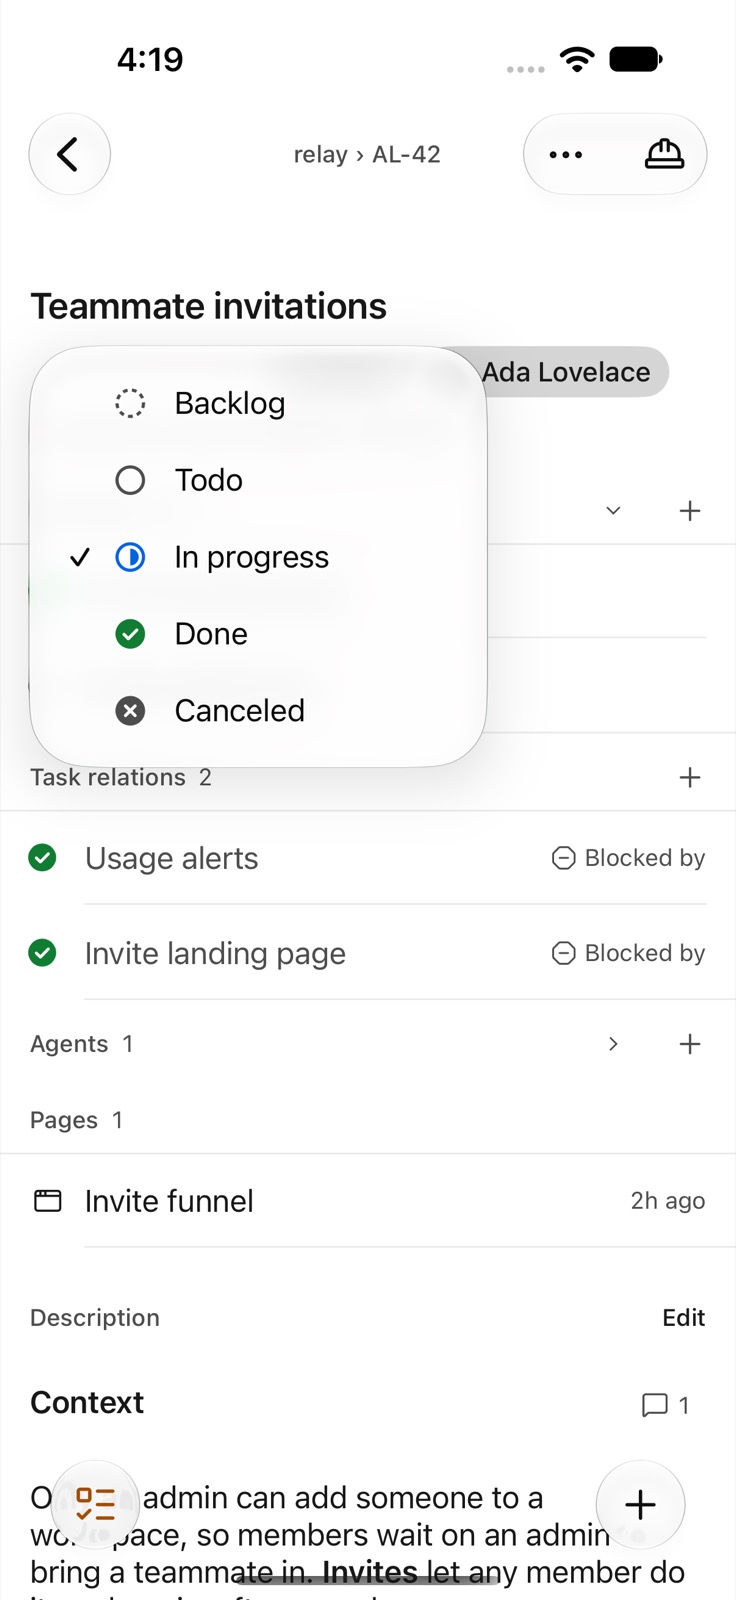 4:19
relay › AL-42
Teammate invitations
Ada Lovelace
Backlog
Todo
In progress
Done
Canceled
Task relations 2
Usage alerts
Blocked by
Invite landing page
Blocked by
Agents 1
Pages 1
Invite funnel
2h ago
Description
Edit
Context
1
admin can add someone to a
so members wait on an admin
bring a teammate in. Invites let any member do